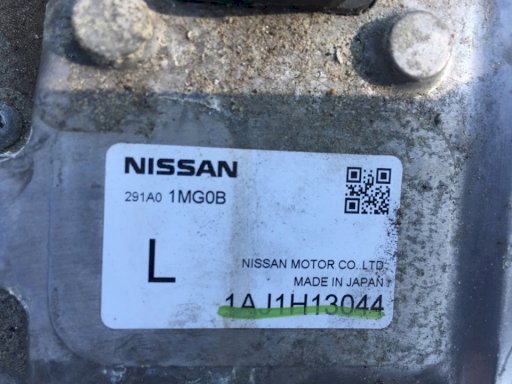 NISSAN
291A0 1MG0B
L
NISSAN MOTOR CO.,LTD.
MADE IN JAPAN
1AJ1H13044